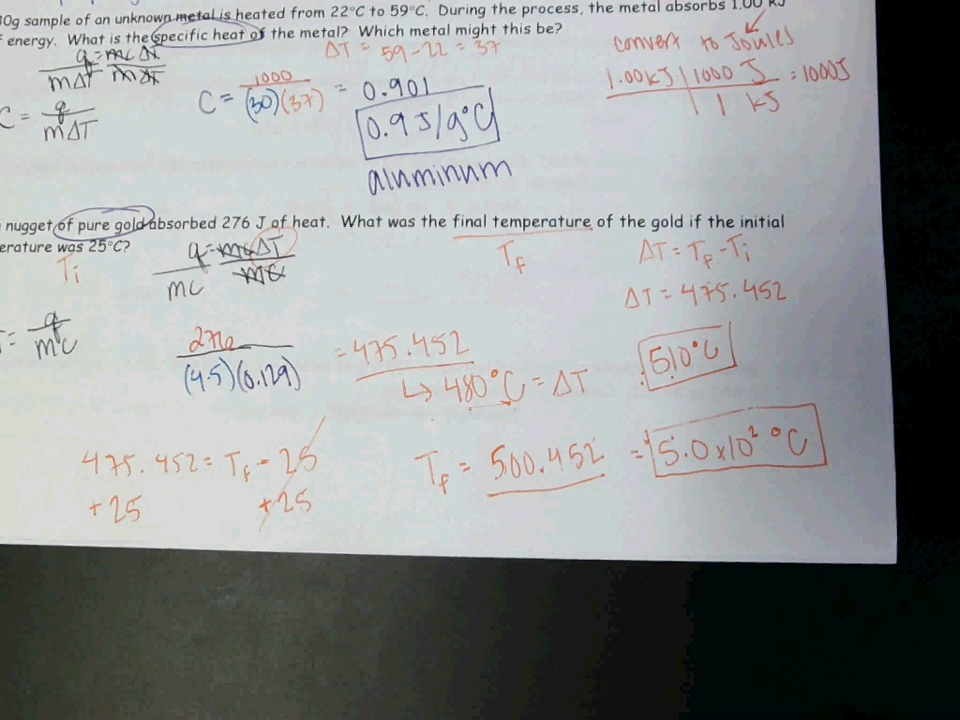 30g sample of an unknown metal is heated from 22°C to 59°C. During the process, the metal absorbs 1.00 kJ
energy. What is the specific heat of the metal? Which metal might this be?
ΔT = 59 - 22 = 37
convert to Joules
q = mCΔT
mΔT mΔT
C = q
mΔT
C = 1000 = 0.901
(30)(37)
0.9 J/g°C
aluminum
1.00 kJ | 1000 J = 1000J
| 1 kJ
nugget of pure gold absorbed 276 J of heat. What was the final temperature of the gold if the initial
erature was 25°C?
Ti
q = mCΔT
mC mC
Tf
ΔT = Tf - Ti
ΔT = 475.452
= q
mC
276 = 475.452
(4.5)(0.129)
↳ 480°C = ΔT
510°C
475.452 = Tf - 25
+25 +25
Tf = 500.452 = 5.0 x 10² °C